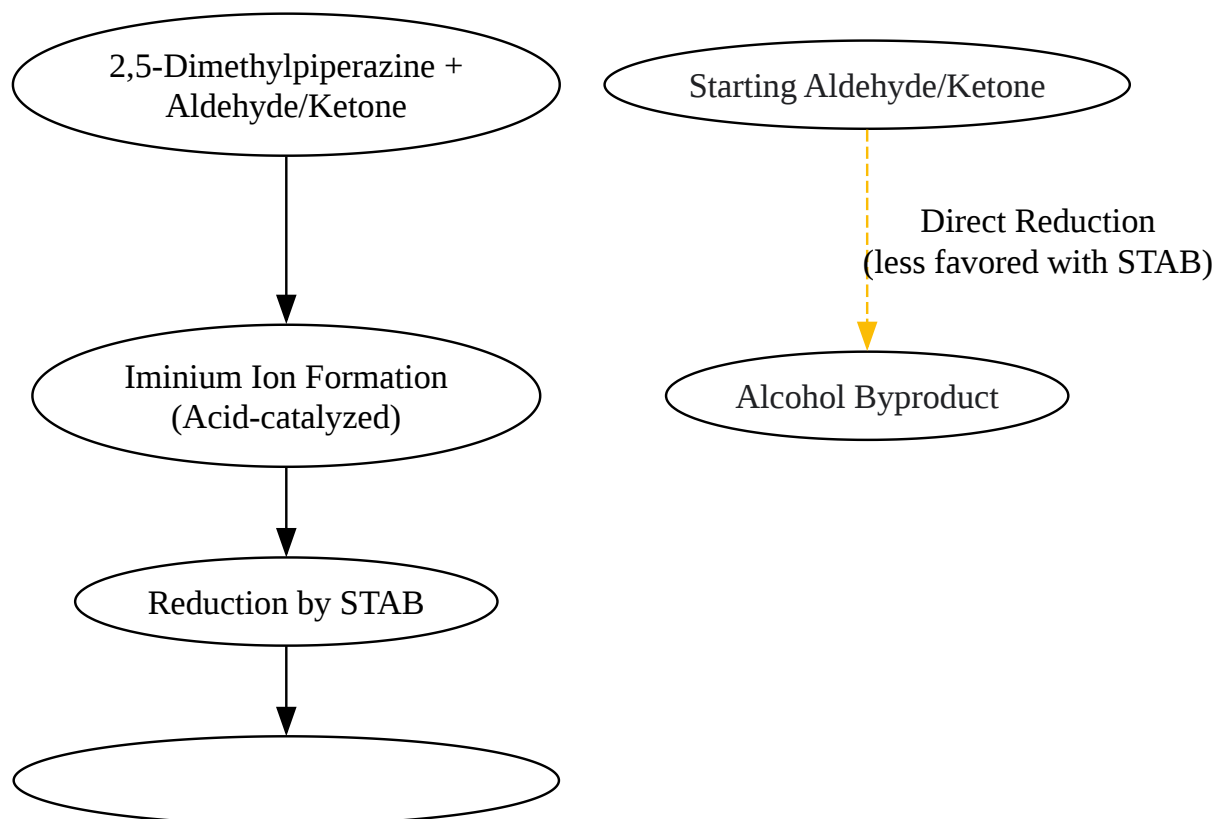 2,5-Dimethylpiperazine +
Aldehyde/Ketone
Starting Aldehyde/Ketone
Direct Reduction
(less favored with STAB)
Iminium Ion Formation
(Acid-catalyzed)
Alcohol Byproduct
Reduction by STAB